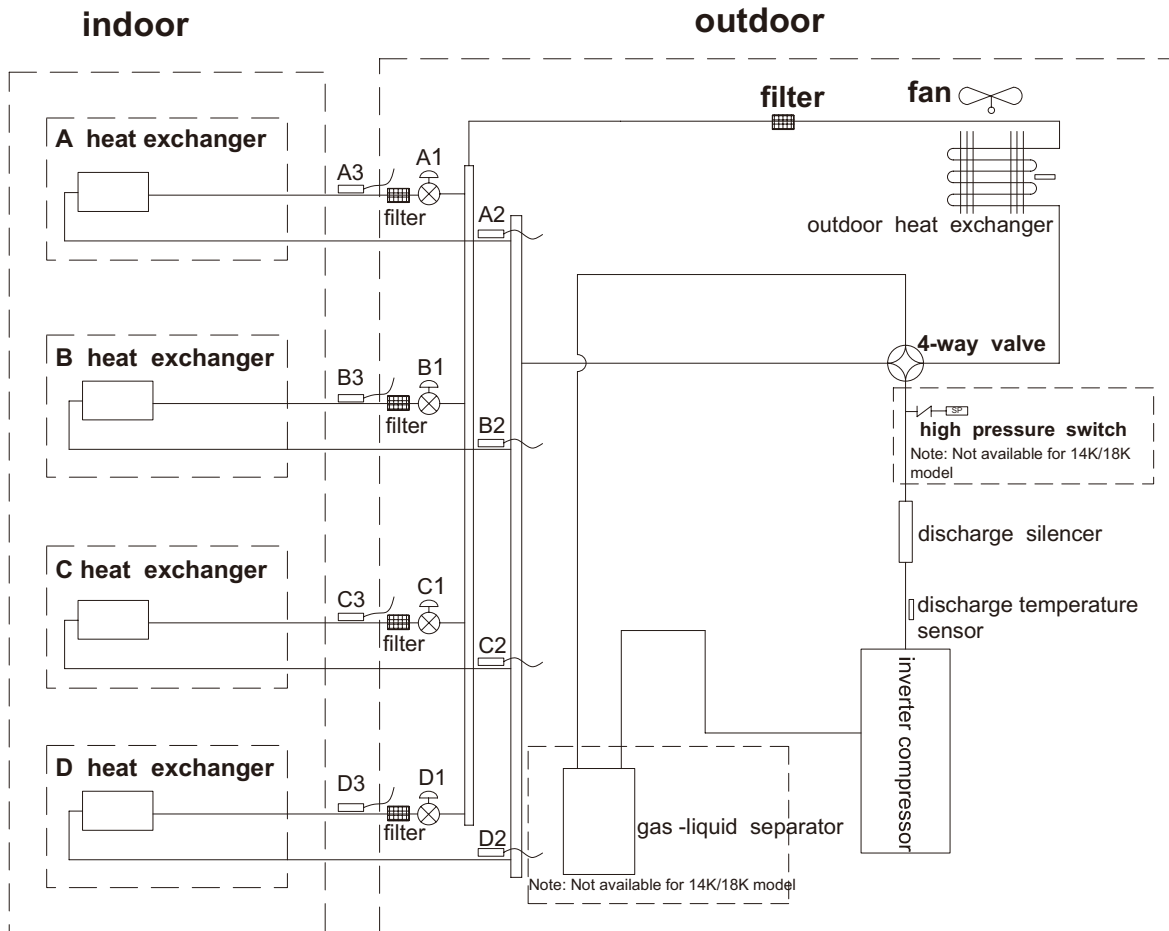 indoor
outdoor
filter
fan
A heat exchanger
A3
A1
filter
A2
outdoor heat exchanger
4-way valve
B heat exchanger
B3
B1
filter
B2
SP
high pressure switch
Note: Not available for 14K/18K
model
discharge silencer
C heat exchanger
C3
C1
filter
C2
discharge temperature
sensor
inverter compressor
D heat exchanger
D3
D1
filter
D2
gas -liquid separator
Note: Not available for 14K/18K model